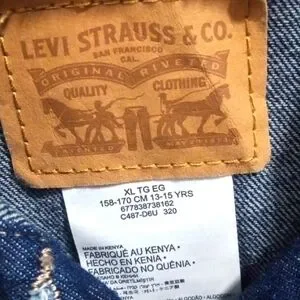 LEVI STRAUSS & CO.
SAN FRANCISCO
CAL.
ORIGINAL RIVETED
QUALITY CLOTHING
XL TG EG
158-170 CM 13-15 YRS
677838738162
C487-D6U 320
MADE IN KENYA
FABRIQUÉ AU KENYA •
HECHO EN KENIA •
FABRICADO NO QUÊNIA •